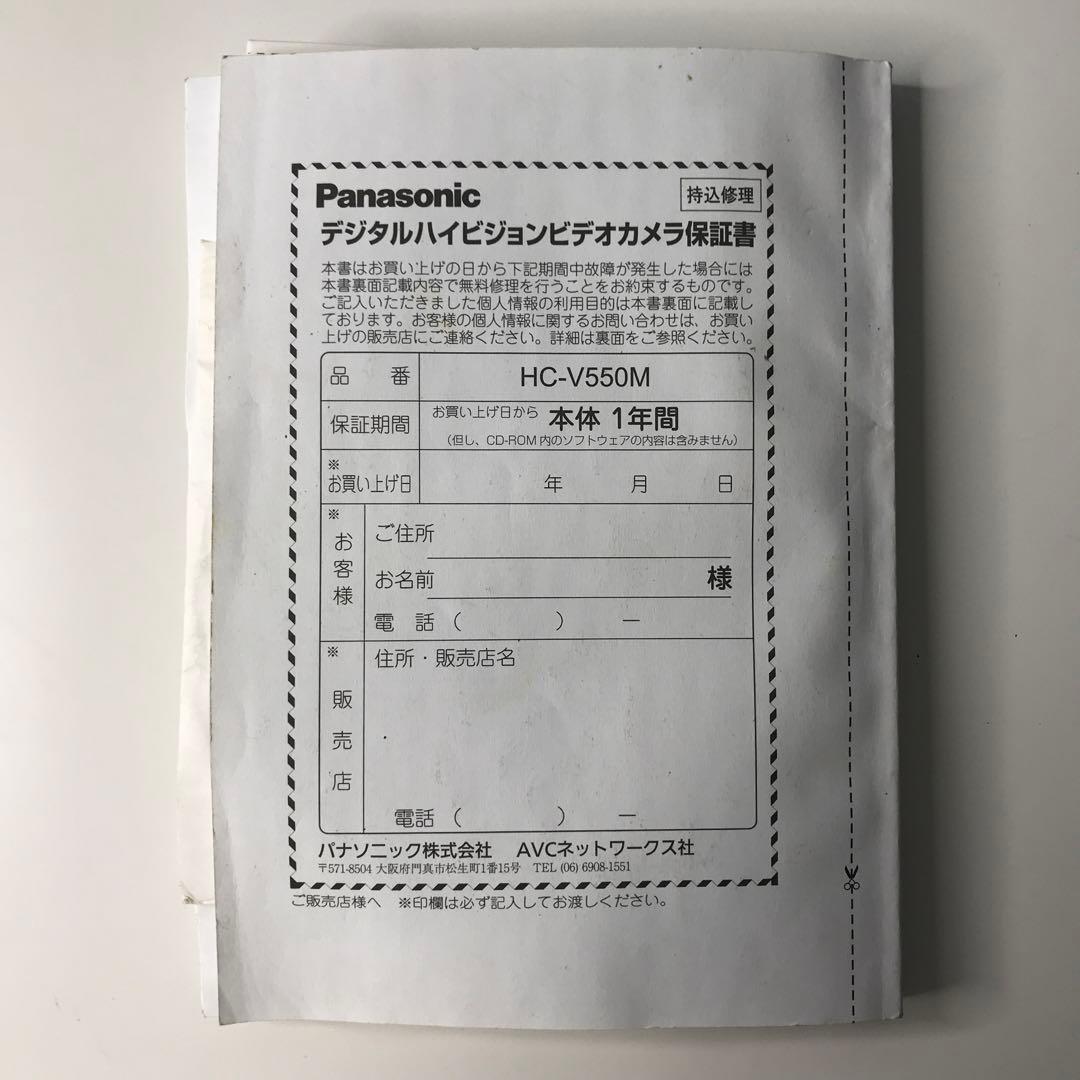 Panasonic 持込修理
デジタルハイビジョンビデオカメラ保証書
本書はお買い上げの日から下記期間中故障が発生した場合には
本書裏面記載内容で無料修理を行うことをお約束するものです。
ご記入いただきました個人情報の利用目的は本書裏面に記載し
ております。お客様の個人情報に関するお問い合わせは、お買い
上げの販売店にご連絡ください。詳細は裏面をご参照ください。
品 番 HC-V550M
保証期間 お買い上げ日から 本体 1年間
(但し、CD-ROM 内のソフトウェアの内容は含みません)
※
お買い上げ日 年 月 日
※
お客様
ご住所
お名前 様
電 話 ( ) ー
※
販売店
住所・販売店名
電話 ( ) ー
パナソニック株式会社 AVCネットワークス社
〒571-8504 大阪府門真市松生町1番15号 TEL (06) 6908-1551
ご販売店様へ ※印欄は必ず記入してお渡しください。